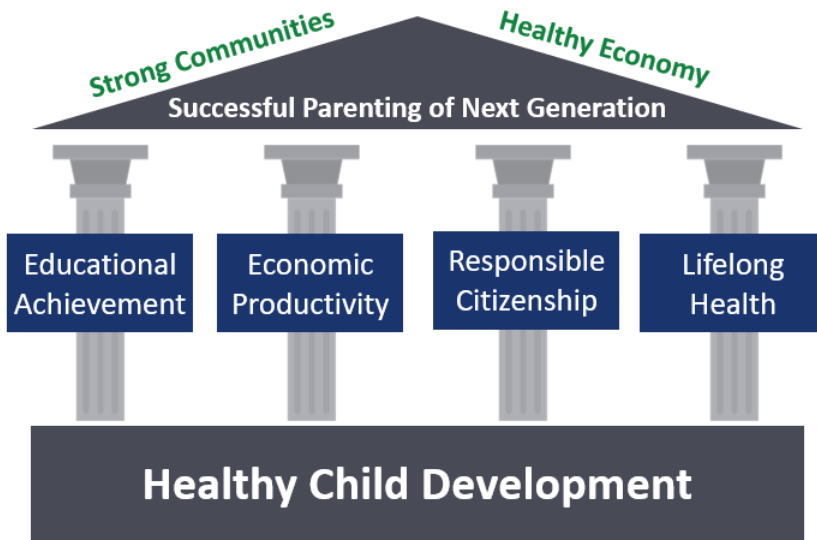 Strong Communities
Healthy Economy
Successful Parenting of Next Generation
Educational
Achievement
Economic
Productivity
Responsible
Citizenship
Lifelong
Health
Healthy Child Development